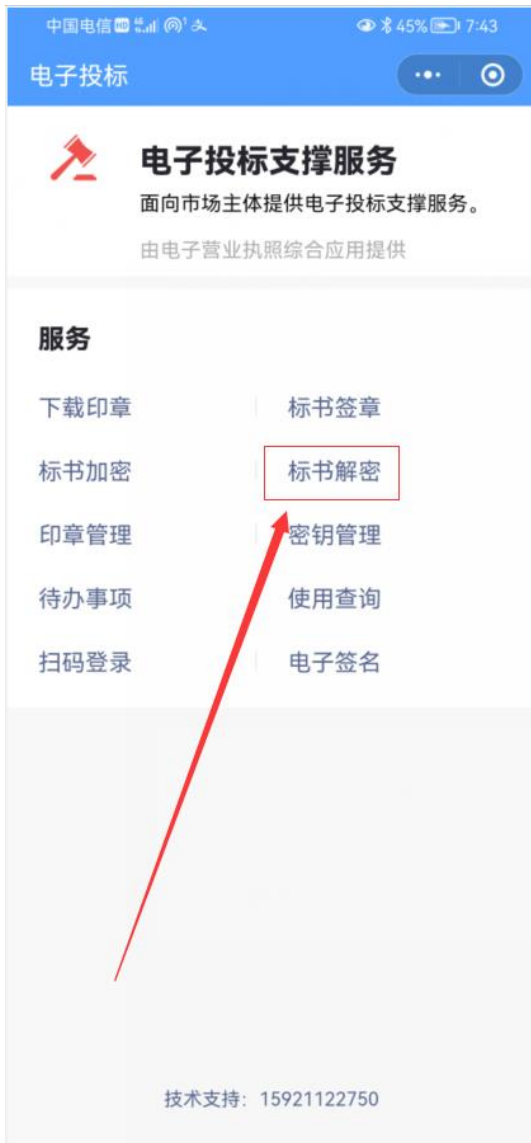 中国电信 HD 4G 7:43
45%
电子投标
电子投标支撑服务
面向市场主体提供电子投标支撑服务。
由电子营业执照综合应用提供
服务
下载印章 标书签章
标书加密 标书解密
印章管理 密钥管理
待办事项 使用查询
扫码登录 电子签名
技术支持：15921122750